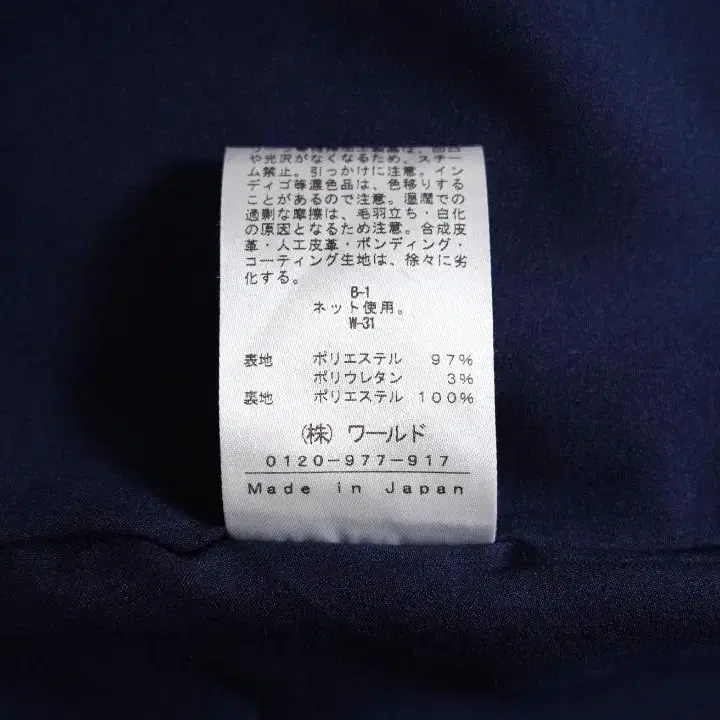 や光沢がなくなるため、スチー
ム禁止。引っかけに注意。イン
ディゴ等濃色品は、色移りする
ことがあるので注意。湿潤での
過剰な摩擦は、毛羽立ち・白化
の原因となるため注意。合成皮
革・人工皮革・ボンディング・
コーティング生地は、徐々に劣
化する。
B-1
ネット使用。
W-31
表地 ポリエステル 97%
ポリウレタン 3%
裏地 ポリエステル 100%
(株) ワールド
0120-977-917
Made in Japan